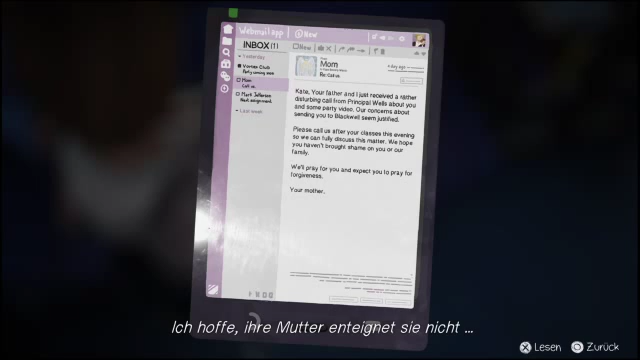 Webmail app New
INBOX (1)
New
Yesterday
Vortex Club
Party coming soon
Mom
Call us.
Mark Jefferson
Next assignment
Last week
Mom
Re: Call us
Kate, Your father and I just received a rather
disturbing call from Principal Wells about you
and some party video. Our concerns about
sending you to Blackwell seem justified.
Please call us after your classes this evening
so we can fully discuss this matter. We hope
you haven't brought shame on you or our
family.
We'll pray for you and expect you to pray for
forgiveness.
Your mother.
Ich hoffe, ihre Mutter enteignet sie nicht ...
Lesen Zurück